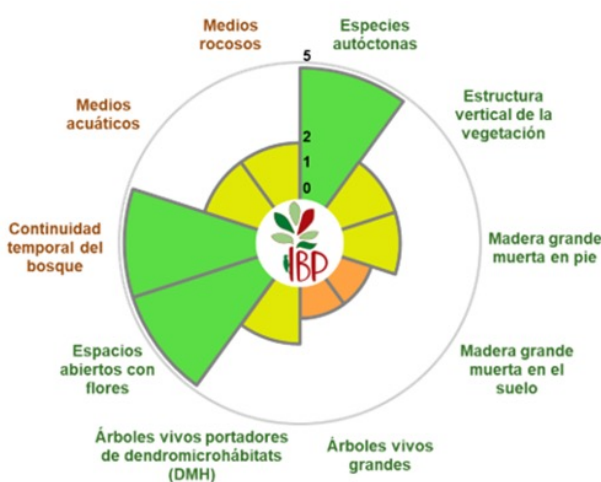 Medios
rocosos
Especies
autóctonas
Estructura
vertical de la
vegetación
Madera grande
muerta en pie
Madera grande
muerta en el
suelo
Árboles vivos
grandes
Árboles vivos portadores
de dendromicrohábitats
(DMH)
Espacios
abiertos con
flores
Continuidad
temporal del
bosque
Medios
acuáticos
5
2
1
0
IBP